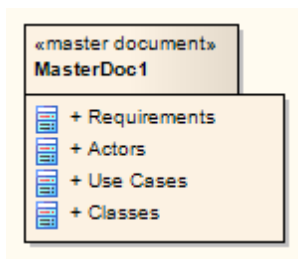 «master document»
MasterDoc1
+ Requirements
+ Actors
+ Use Cases
+ Classes